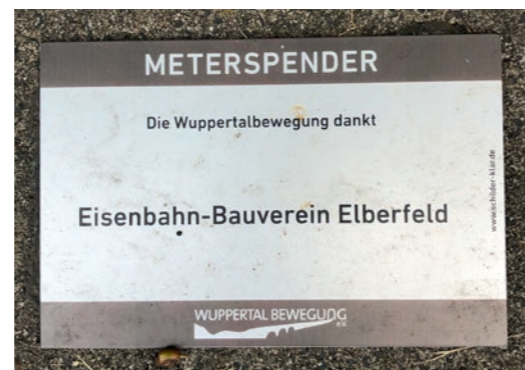 METERSPENDER
Die Wuppertalbewegung dankt
www.schilder-klar.de
Eisenbahn-Bauverein Elberfeld
WUPPERTAL BEWEGUNG
e.V.